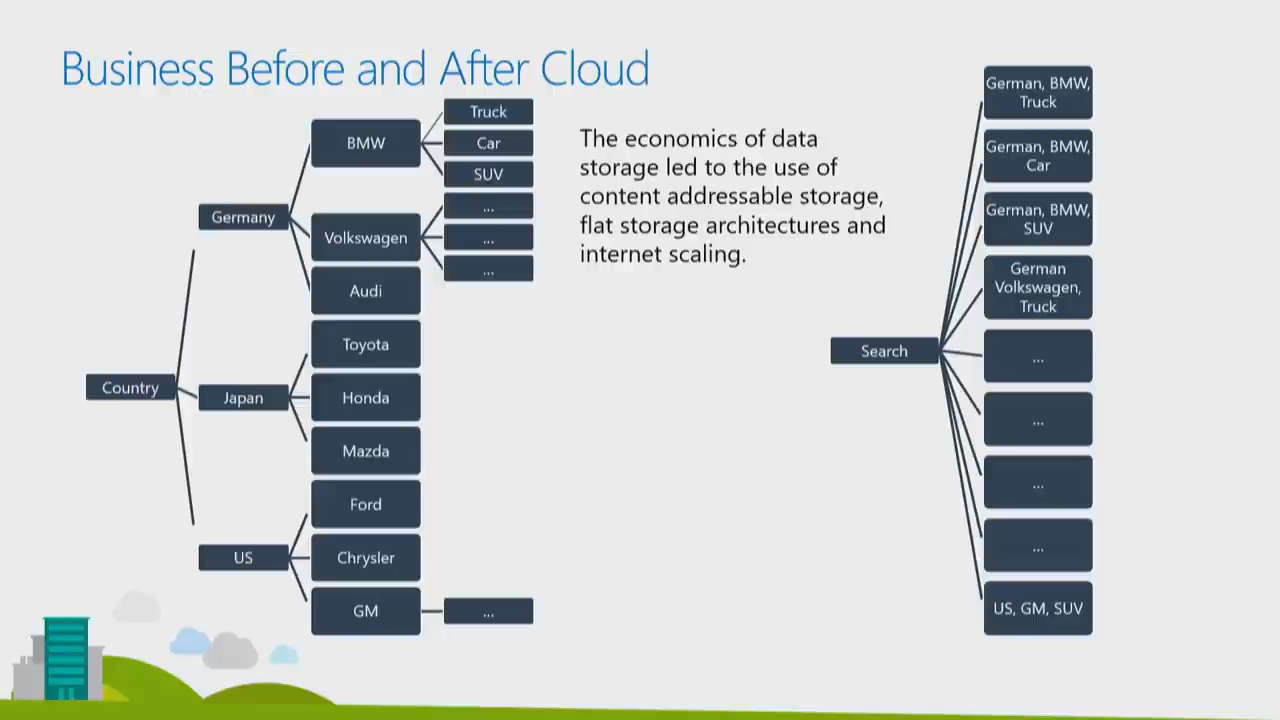 Business Before and After Cloud
Country
Germany
Japan
US
BMW
Volkswagen
Audi
Toyota
Honda
Mazda
Ford
Chrysler
GM
Truck
Car
SUV
...
...
...
...
The economics of data
storage led to the use of
content addressable storage,
flat storage architectures and
internet scaling.
Search
German, BMW,
Truck
German, BMW,
Car
German, BMW,
SUV
German
Volkswagen,
Truck
...
...
...
...
US, GM, SUV